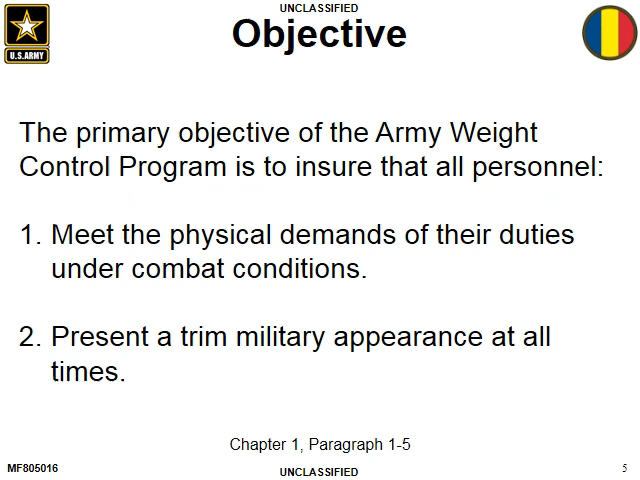 UNCLASSIFIED
Objective
U.S.ARMY
The primary objective of the Army Weight
Control Program is to insure that all personnel:
1. Meet the physical demands of their duties
under combat conditions.
2. Present a trim military appearance at all
times.
Chapter 1, Paragraph 1-5
MF805016
UNCLASSIFIED
5